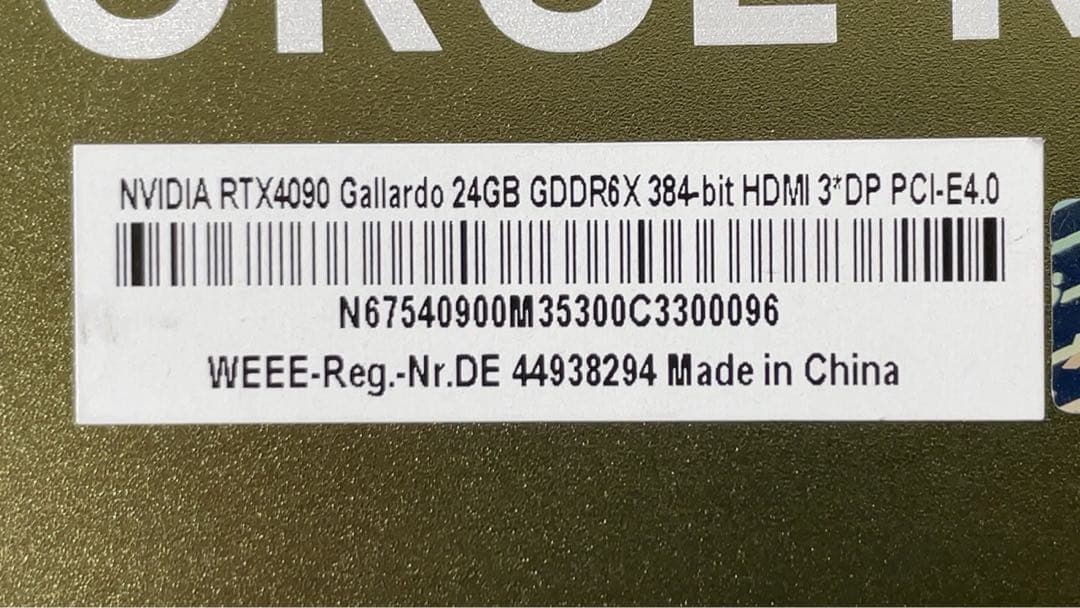 NVIDIA RTX4090 Gallardo 24GB GDDR6X 384-bit HDMI 3*DP PCI-E4.0
N67540900M35300C3300096
WEEE-Reg.-Nr.DE 44938294 Made in China